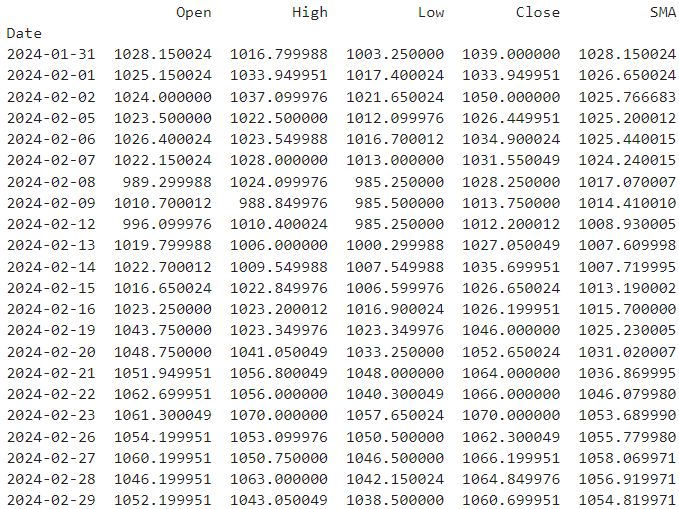 Open High Low Close SMA
Date
2024-01-31 1028.150024 1016.799988 1003.250000 1039.000000 1028.150024
2024-02-01 1025.150024 1033.949951 1017.400024 1033.949951 1026.650024
2024-02-02 1024.000000 1037.099976 1021.650024 1050.000000 1025.766683
2024-02-05 1023.500000 1022.500000 1012.099976 1026.449951 1025.200012
2024-02-06 1026.400024 1023.549988 1016.700012 1034.900024 1025.440015
2024-02-07 1022.150024 1028.000000 1013.000000 1031.550049 1024.240015
2024-02-08 989.299988 1024.099976 985.250000 1028.250000 1017.070007
2024-02-09 1010.700012 988.849976 985.500000 1013.750000 1014.410010
2024-02-12 996.099976 1010.400024 985.250000 1012.200012 1008.930005
2024-02-13 1019.799988 1006.000000 1000.299988 1027.050049 1007.609998
2024-02-14 1022.700012 1009.549988 1007.549988 1035.699951 1007.719995
2024-02-15 1016.650024 1022.849976 1006.599976 1026.650024 1013.190002
2024-02-16 1023.250000 1023.200012 1016.900024 1026.199951 1015.700000
2024-02-19 1043.750000 1023.349976 1023.349976 1046.000000 1025.230005
2024-02-20 1048.750000 1041.050049 1033.250000 1052.650024 1031.020007
2024-02-21 1051.949951 1056.800049 1048.000000 1064.000000 1036.869995
2024-02-22 1062.699951 1056.000000 1040.300049 1066.000000 1046.079980
2024-02-23 1061.300049 1070.000000 1057.650024 1070.000000 1053.689990
2024-02-26 1054.199951 1053.099976 1050.500000 1062.300049 1055.779980
2024-02-27 1060.199951 1050.750000 1046.500000 1066.199951 1058.069971
2024-02-28 1046.199951 1063.000000 1042.150024 1064.849976 1056.919971
2024-02-29 1052.199951 1043.050049 1038.500000 1060.699951 1054.819971